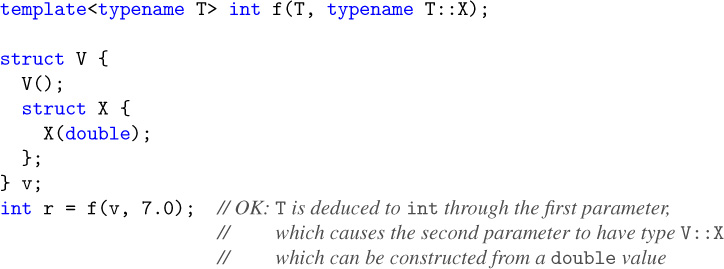 template<typename T> int f(T, typename T::X);
struct V {
V();
struct X {
X(double);
};
} v;
int r = f(v, 7.0); // OK: T is deduced to int through the first parameter,
// which causes the second parameter to have type V::X
// which can be constructed from a double value